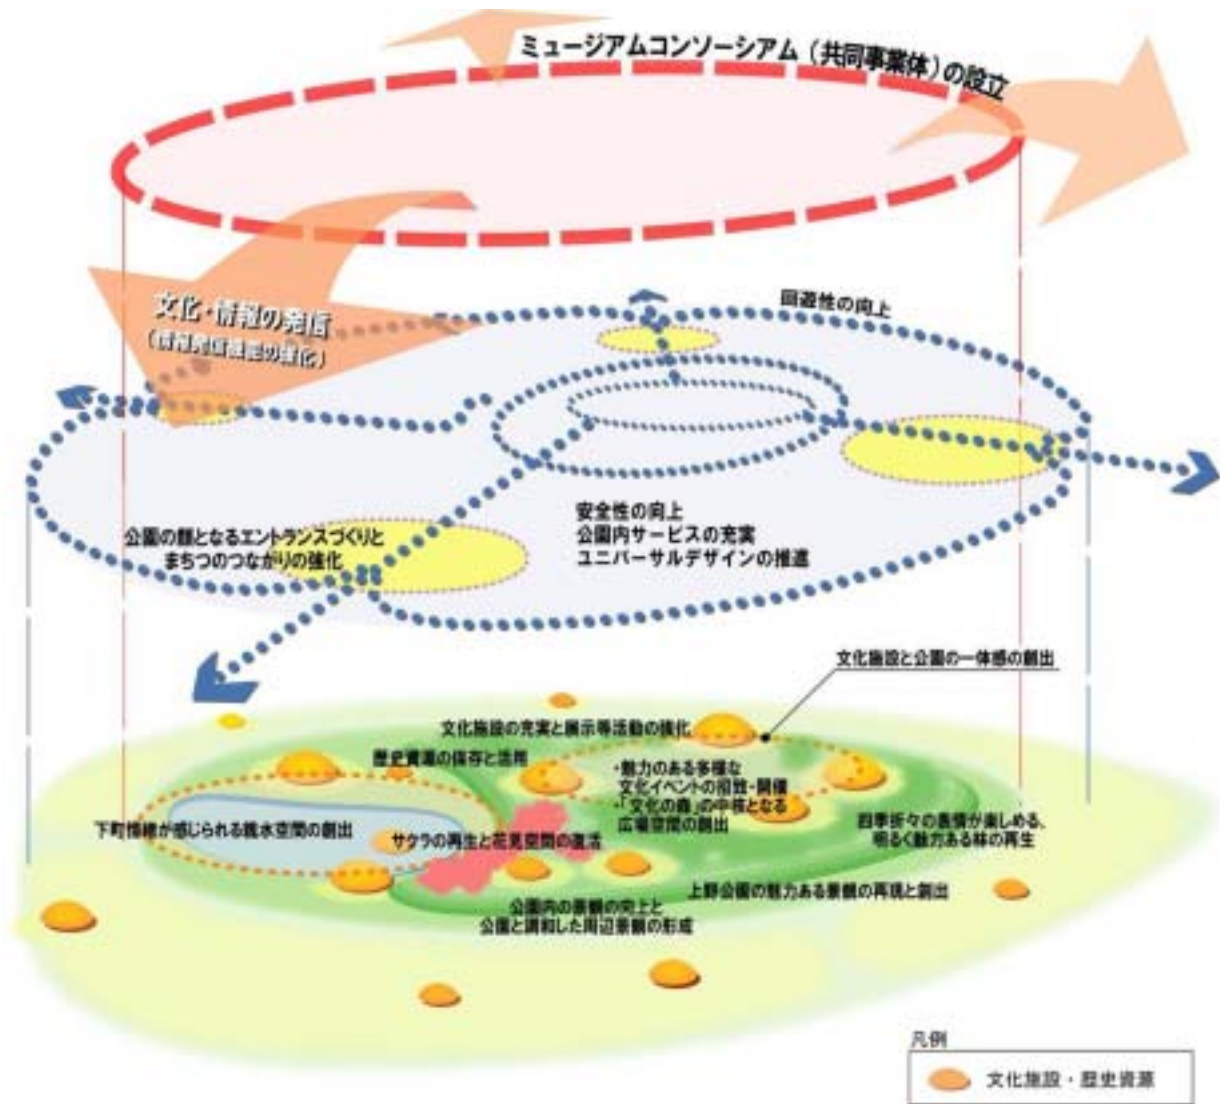 ミュージアムコンソーシアム(共同事業体)の設立
文化・情報の発信
(情報発信機能の強化)
回遊性の向上
公園の顔となるエントランスづくりと
まちつのつながりの強化
安全性の向上
公園内サービスの充実
ユニバーサルデザインの推進
文化施設と公園の一体感の創出
文化施設の充実と展示等活動の強化
歴史資源の保存と活用
・魅力のある多様な
文化イベントの招致・開催
・「文化の森」の中核となる
広場空間の創出
下町情緒が感じられる親水空間の創出
サクラの再生と花見空間の復活
四季折々の表情が楽しめる、
明るく魅力ある林の再生
上野公園の魅力ある景観の再現と創出
公園内の景観の向上と
公園と調和した周辺景観の形成
凡例
文化施設・歴史資源